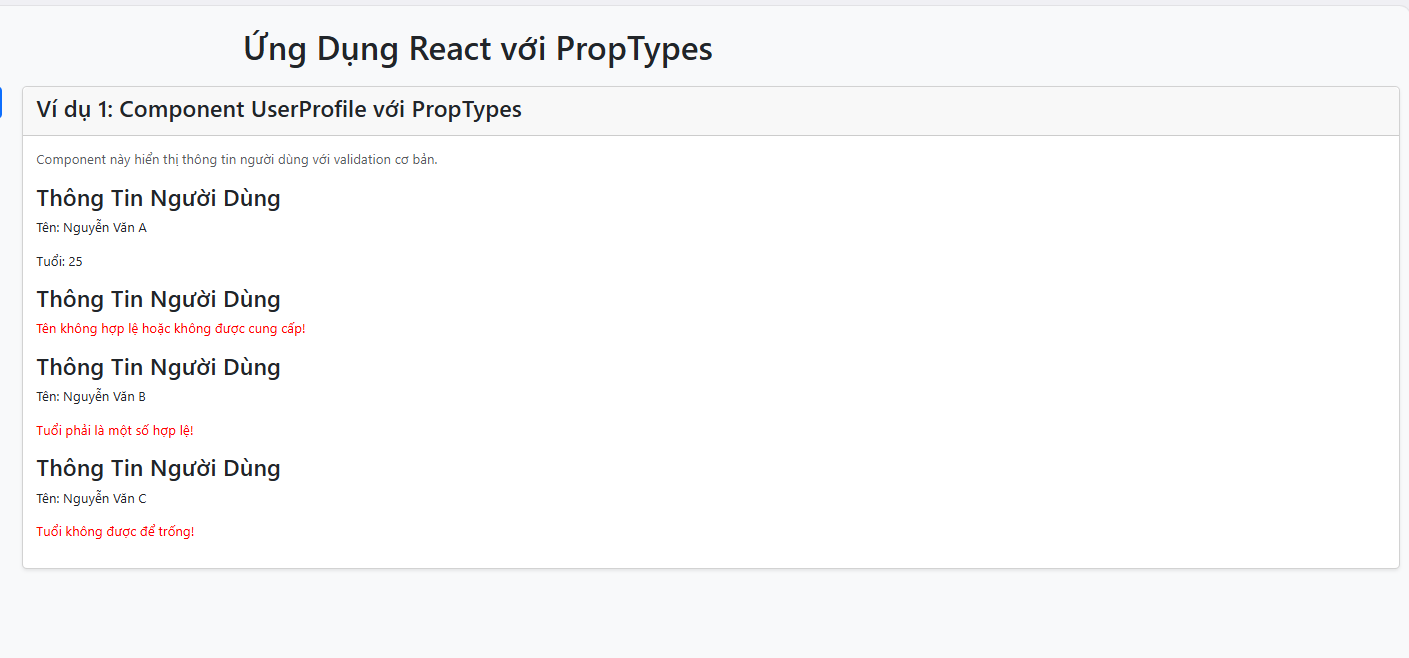 Ứng Dụng React với PropTypes
Ví dụ 1: Component UserProfile với PropTypes
Component này hiển thị thông tin người dùng với validation cơ bản.
Thông Tin Người Dùng
Tên: Nguyễn Văn A
Tuổi: 25
Thông Tin Người Dùng
Tên không hợp lệ hoặc không được cung cấp!
Thông Tin Người Dùng
Tên: Nguyễn Văn B
Tuổi phải là một số hợp lệ!
Thông Tin Người Dùng
Tên: Nguyễn Văn C
Tuổi không được để trống!